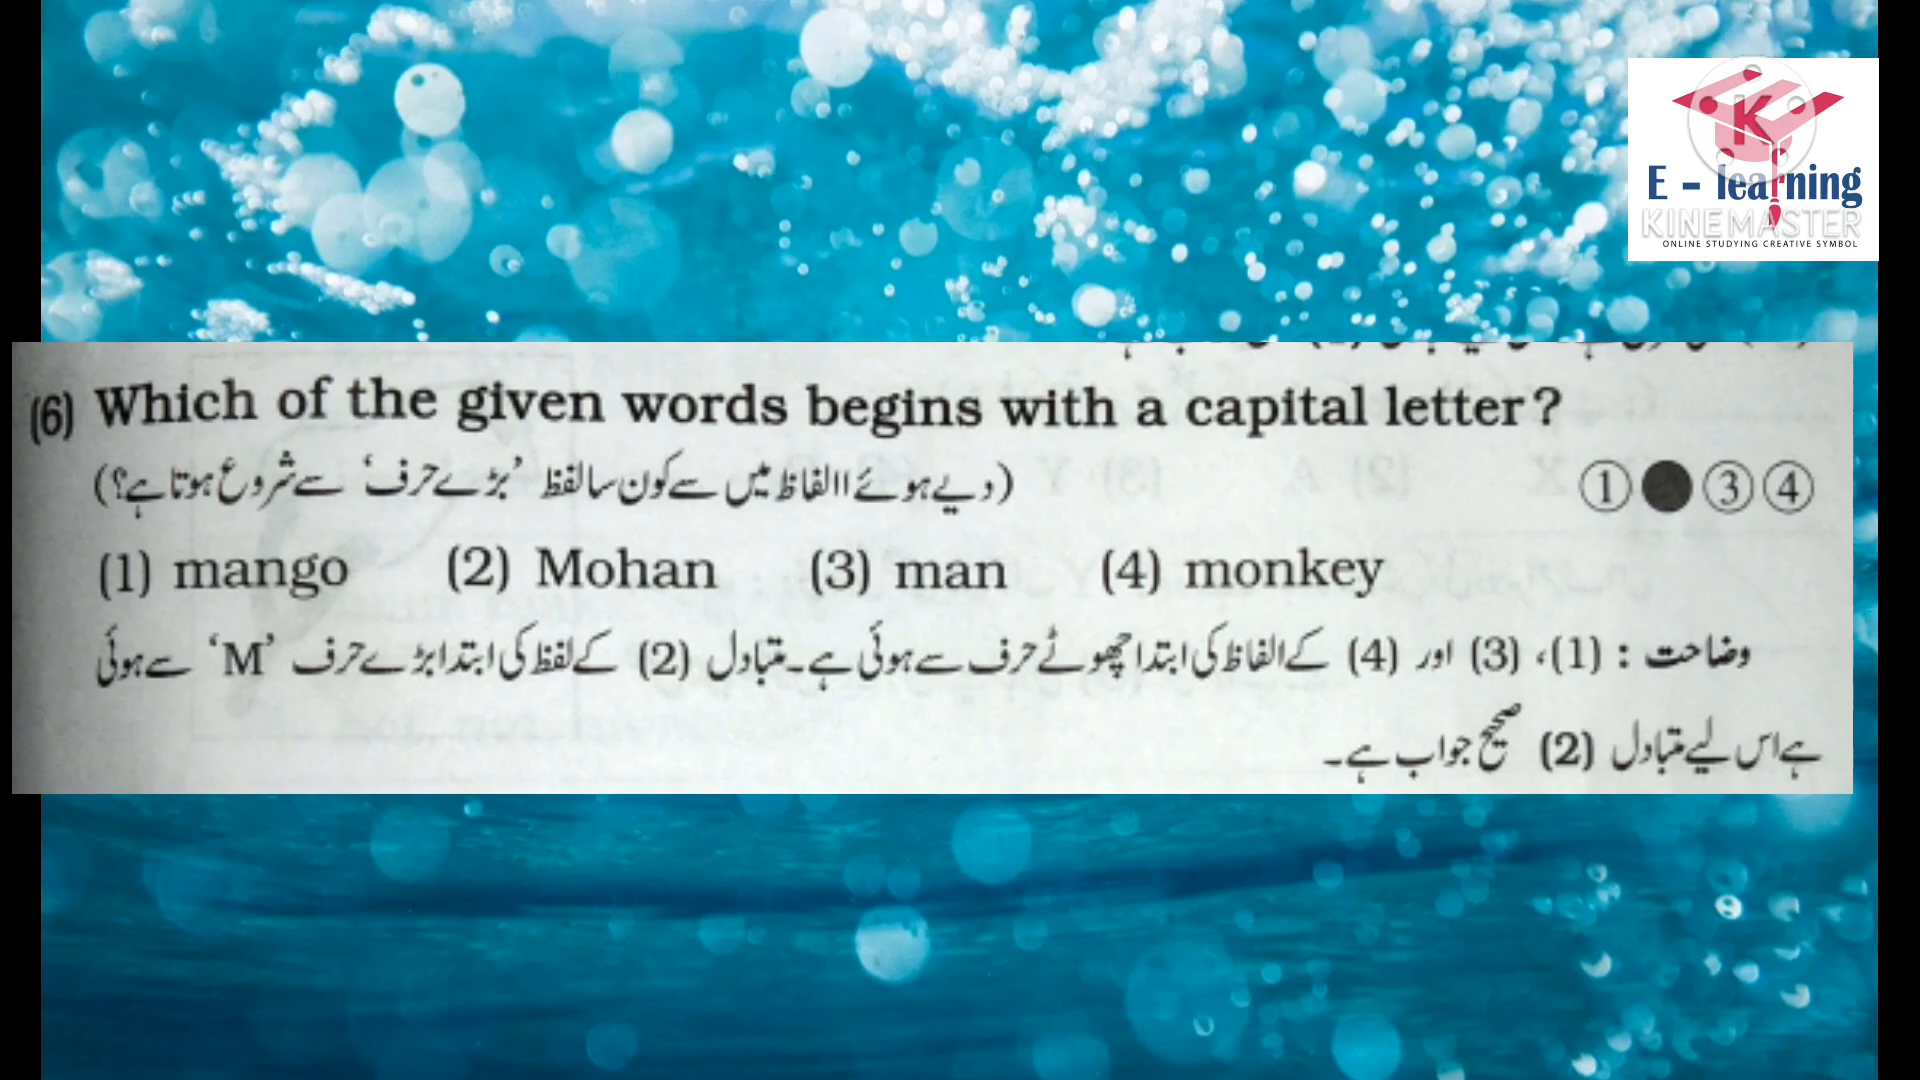 K
E - learning
KINEMASTER
ONLINE STUDYING CREATIVE SYMBOL
(6) Which of the given words begins with a capital letter?
(دیے ہوئے االفاظ میں سے کون سا لفظ ’بڑے حرف‘ سے شروع ہوتا ہے؟)
① ● ③ ④
(1) mango (2) Mohan (3) man (4) monkey
وضاحت : (1)، (3) اور (4) کے الفاظ کی ابتدا چھوٹے حرف سے ہوئی ہے۔ متبادل (2) کے لفظ کی ابتدا بڑے حرف ’M‘ سے ہوئی
ہے اس لیے متبادل (2) صحیح جواب ہے۔